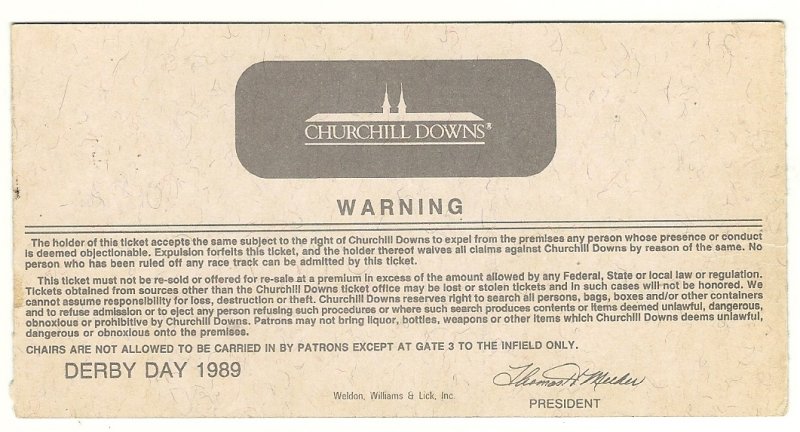 CHURCHILL DOWNS®
WARNING
The holder of this ticket accepts the same subject to the right of Churchill Downs to expel from the premises any person whose presence or conduct
is deemed objectionable. Expulsion forfeits this ticket, and the holder thereof waives all claims against Churchill Downs by reason of the same. No
person who has been ruled off any race track can be admitted by this ticket.
This ticket must not be re-sold or offered for re-sale at a premium in excess of the amount allowed by any Federal, State or local law or regulation.
Tickets obtained from sources other than the Churchill Downs ticket office may be lost or stolen tickets and in such cases will not be honored. We
cannot assume responsibility for loss, destruction or theft. Churchill Downs reserves right to search all persons, bags, boxes and/or other containers
and to refuse admission or to eject any person refusing such procedures or where such search produces contents or items deemed unlawful, dangerous,
obnoxious or prohibitive by Churchill Downs. Patrons may not bring liquor, bottles, weapons or other items which Churchill Downs deems unlawful,
dangerous or obnoxious onto the premises.
CHAIRS ARE NOT ALLOWED TO BE CARRIED IN BY PATRONS EXCEPT AT GATE 3 TO THE INFIELD ONLY.
DERBY DAY 1989
Thomas H. Meeker
Weldon, Williams & Lick, Inc.
PRESIDENT